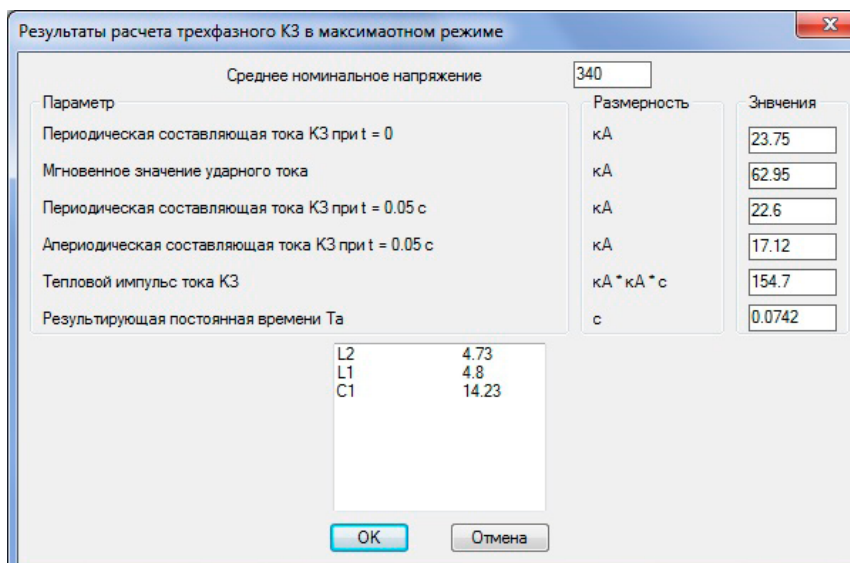 Результаты расчета трехфазного КЗ в максимаотном режиме
Среднее номинальное напряжение 340
Параметр Размерность Знвчения
Периодическая составляющая тока КЗ при t = 0 кА 23.75
Мгновенное значение ударного тока кА 62.95
Периодическая составляющая тока КЗ при t = 0.05 с кА 22.6
Апериодическая составляющая тока КЗ при t = 0.05 с кА 17.12
Тепловой импульс тока КЗ кА * кА * с 154.7
Результирующая постоянная времени Та с 0.0742
L2 4.73
L1 4.8
C1 14.23
OK Отмена